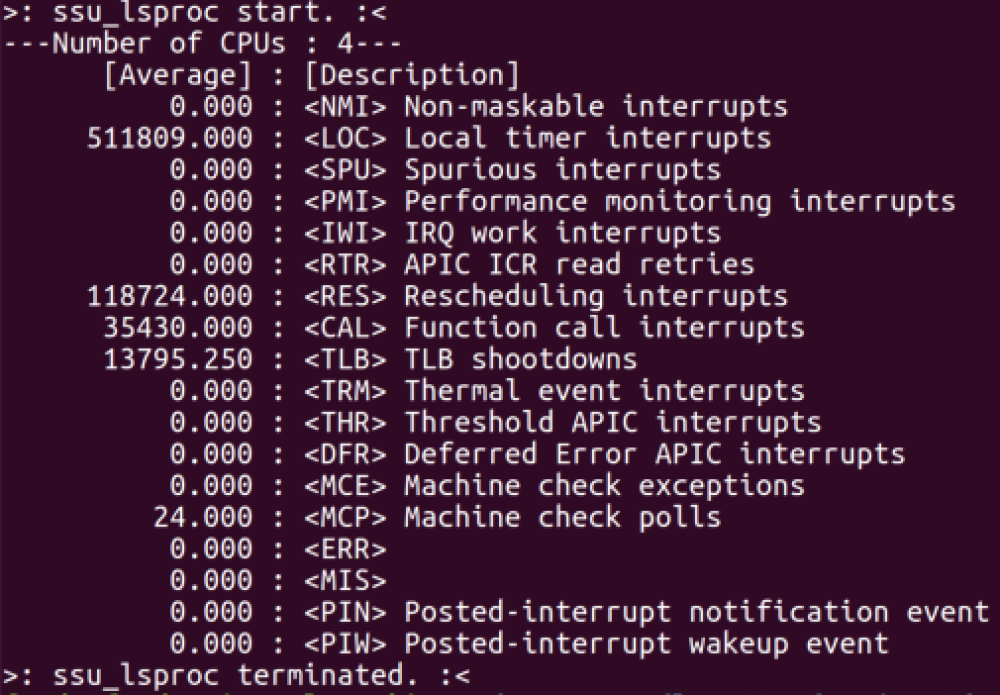 >: ssu_lsproc start. :<
---Number of CPUs : 4---
[Average] : [Description]
0.000 : <NMI> Non-maskable interrupts
511809.000 : <LOC> Local timer interrupts
0.000 : <SPU> Spurious interrupts
0.000 : <PMI> Performance monitoring interrupts
0.000 : <IWI> IRQ work interrupts
0.000 : <RTR> APIC ICR read retries
118724.000 : <RES> Rescheduling interrupts
35430.000 : <CAL> Function call interrupts
13795.250 : <TLB> TLB shootdowns
0.000 : <TRM> Thermal event interrupts
0.000 : <THR> Threshold APIC interrupts
0.000 : <DFR> Deferred Error APIC interrupts
0.000 : <MCE> Machine check exceptions
24.000 : <MCP> Machine check polls
0.000 : <ERR>
0.000 : <MIS>
0.000 : <PIN> Posted-interrupt notification event
0.000 : <PIW> Posted-interrupt wakeup event
>: ssu_lsproc terminated. :<